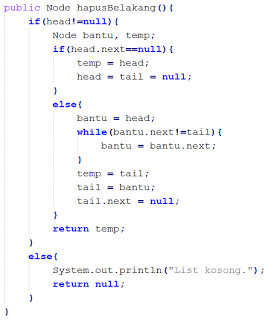 public Node hapusBelakang(){
    if(head!=null){
        Node bantu, temp;
        if(head.next==null){
            temp = head;
            head = tail = null;
        }
        else{
            bantu = head;
            while(bantu.next!=tail){
                bantu = bantu.next;
            }
            temp = tail;
            tail = bantu;
            tail.next = null;
        }
        return temp;
    }
    else{
        System.out.println("List kosong.");
        return null;
    }
}